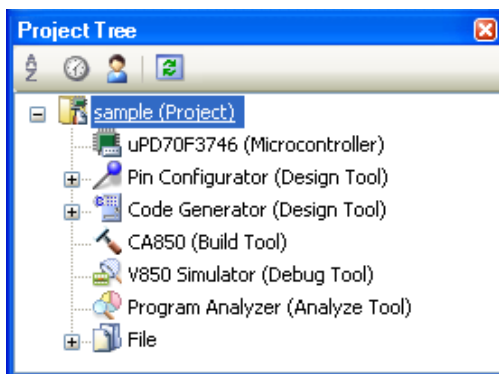 Project Tree
sample (Project)
uPD70F3746 (Microcontroller)
Pin Configurator (Design Tool)
Code Generator (Design Tool)
CA850 (Build Tool)
V850 Simulator (Debug Tool)
Program Analyzer (Analyze Tool)
File